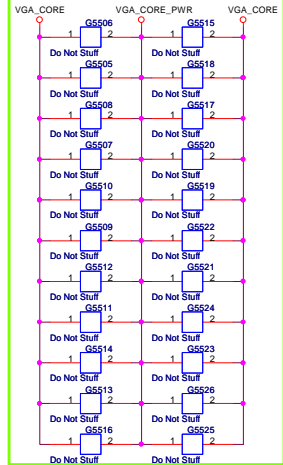 VGA_CORE VGA_CORE_PWR VGA_CORE
G5506 G5515
1 2 1 2
Do Not Stuff Do Not Stuff
G5505 G5518
1 2 1 2
Do Not Stuff Do Not Stuff
G5508 G5517
1 2 1 2
Do Not Stuff Do Not Stuff
G5507 G5520
1 2 1 2
Do Not Stuff Do Not Stuff
G5510 G5519
1 2 1 2
Do Not Stuff Do Not Stuff
G5509 G5522
1 2 1 2
Do Not Stuff Do Not Stuff
G5512 G5521
1 2 1 2
Do Not Stuff Do Not Stuff
G5511 G5524
1 2 1 2
Do Not Stuff Do Not Stuff
G5514 G5523
1 2 1 2
Do Not Stuff Do Not Stuff
G5513 G5526
1 2 1 2
Do Not Stuff Do Not Stuff
G5516 G5525
1 2 1 2
Do Not Stuff Do Not Stuff